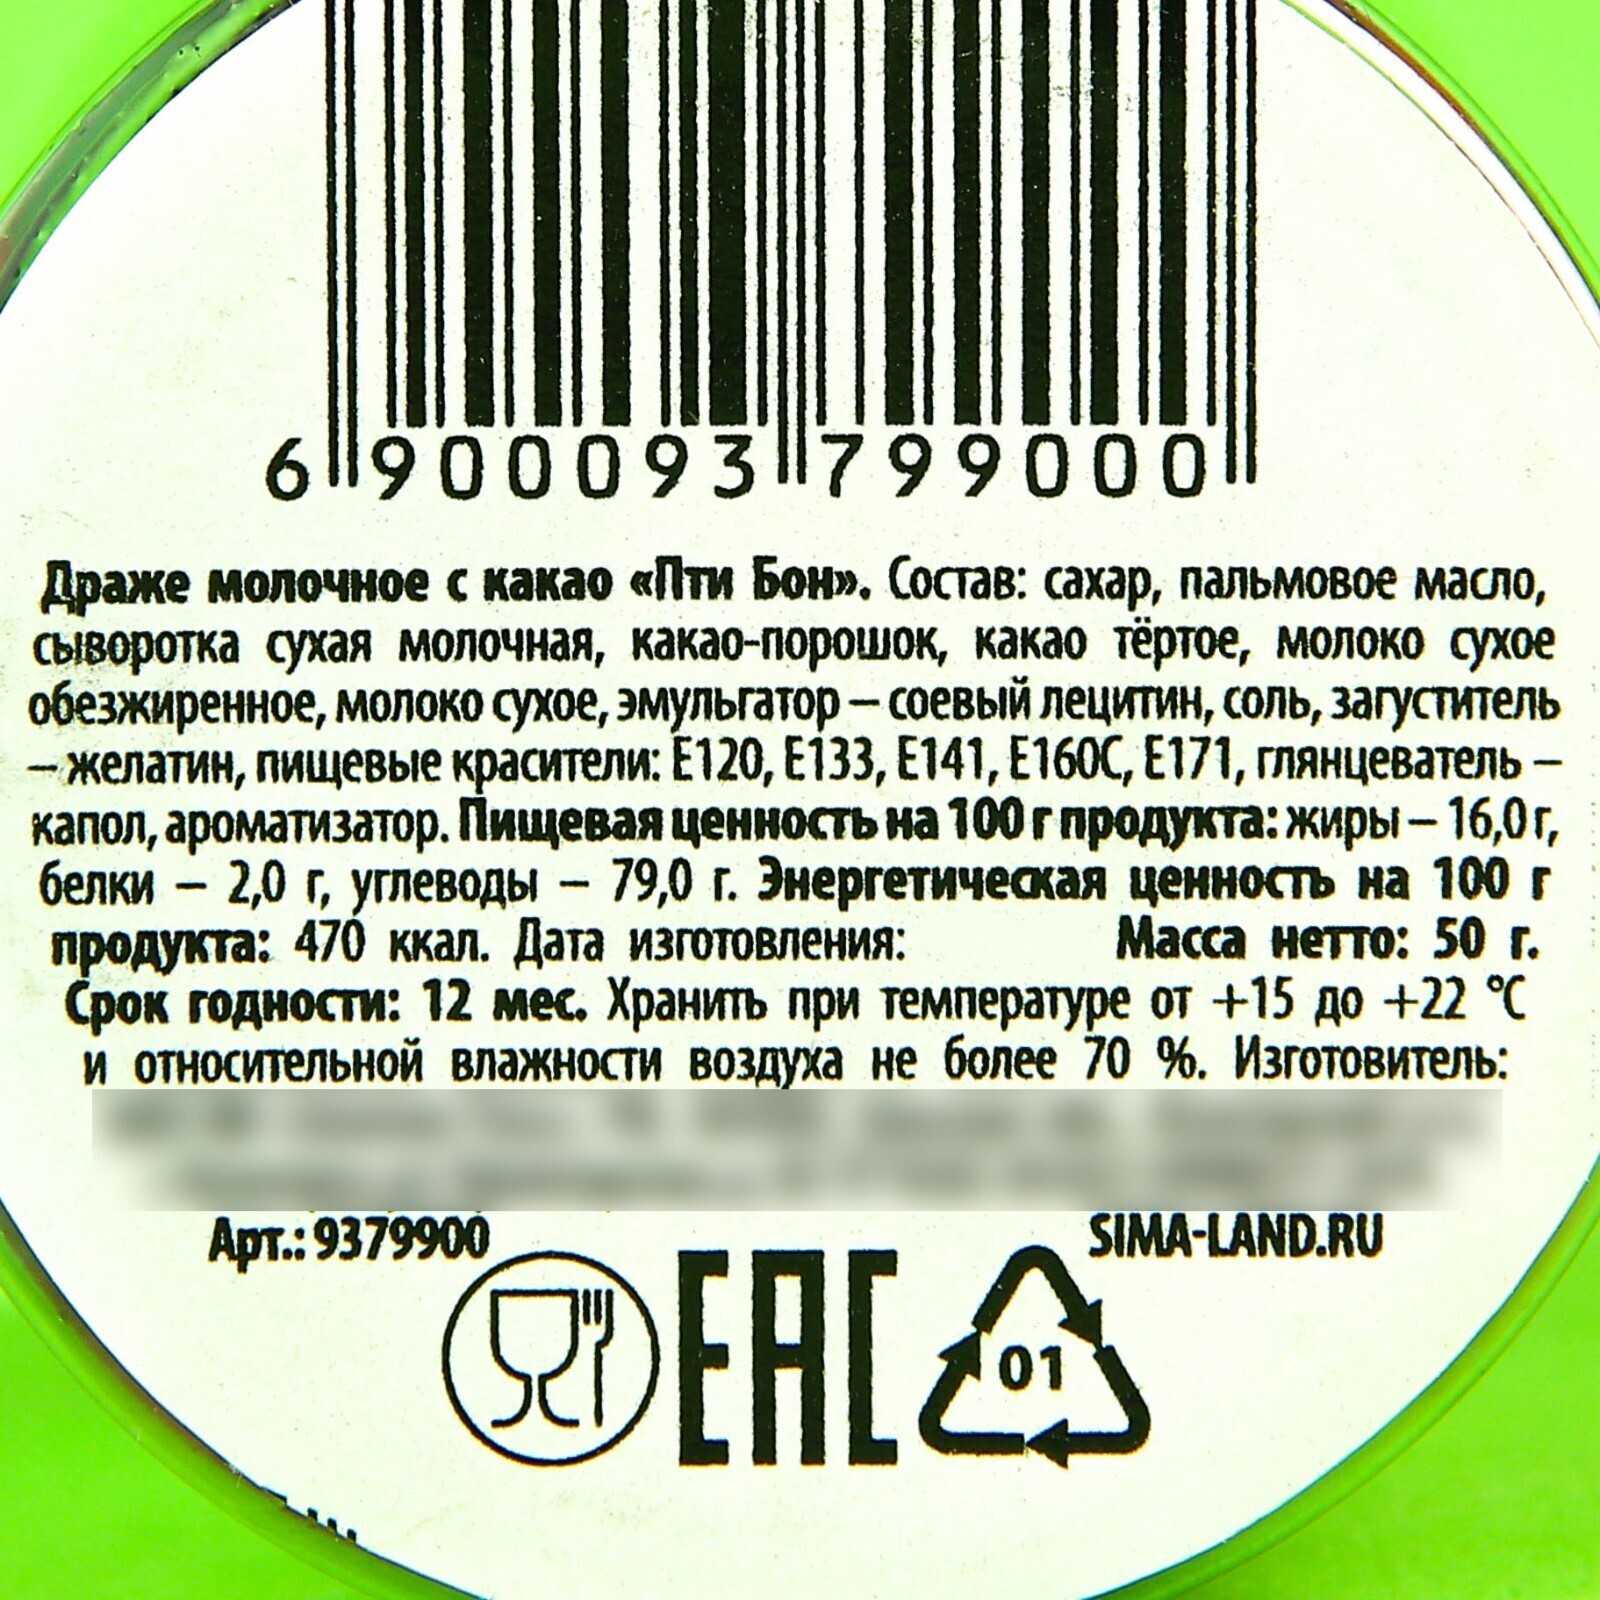 6 900093 799000
Драже молочное с какао «Пти Бон». Состав: сахар, пальмовое масло,
сыворотка сухая молочная, какао-порошок, какао тёртое, молоко сухое
обезжиренное, молоко сухое, эмульгатор – соевый лецитин, соль, загуститель
– желатин, пищевые красители: Е120, Е133, Е141, Е160С, Е171, глянцеватель –
капол, ароматизатор. Пищевая ценность на 100 г продукта: жиры – 16,0 г,
белки – 2,0 г, углеводы – 79,0 г. Энергетическая ценность на 100 г
продукта: 470 ккал. Дата изготовления: Масса нетто: 50 г.
Срок годности: 12 мес. Хранить при температуре от +15 до +22 °C
и относительной влажности воздуха не более 70 %. Изготовитель:
Арт.: 9379900 SIMA-LAND.RU
EAC 01